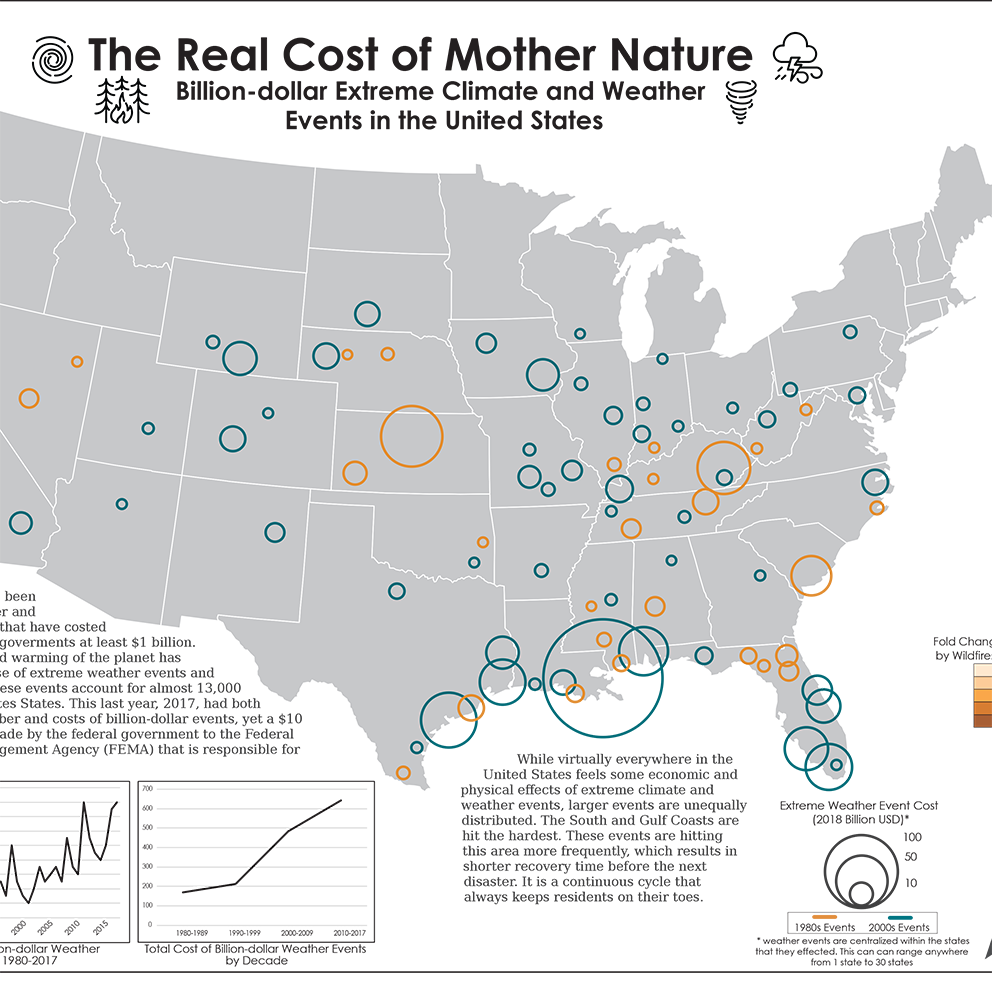 The Real Cost of Mother Nature
Billion-dollar Extreme Climate and Weather
Events in the United States
been
er and
that have costed
goverments at least $1 billion.
d warming of the planet has
se of extreme weather events and
ese events account for almost 13,000
tes States. This last year, 2017, had both
ber and costs of billion-dollar events, yet a $10
ade by the federal government to the Federal
gement Agency (FEMA) that is responsible for
While virtually everywhere in the
United States feels some economic and
physical effects of extreme climate and
weather events, larger events are unequally
distributed. The South and Gulf Coasts are
hit the hardest. These events are hitting
this area more frequently, which results in
shorter recovery time before the next
disaster. It is a continuous cycle that
always keeps residents on their toes.
Fold Chang
by Wildfire
2000
2005
2010
2015
on-dollar Weather
1980-2017
700
600
500
400
300
200
100
0
1980-1989
1990-1999
2000-2009
2010-2017
Total Cost of Billion-dollar Weather Events
by Decade
Extreme Weather Event Cost
(2018 Billion USD)*
100
50
10
1980s Events
2000s Events
* weather events are centralized within the states
that they effected. This can can range anywhere
from 1 state to 30 states